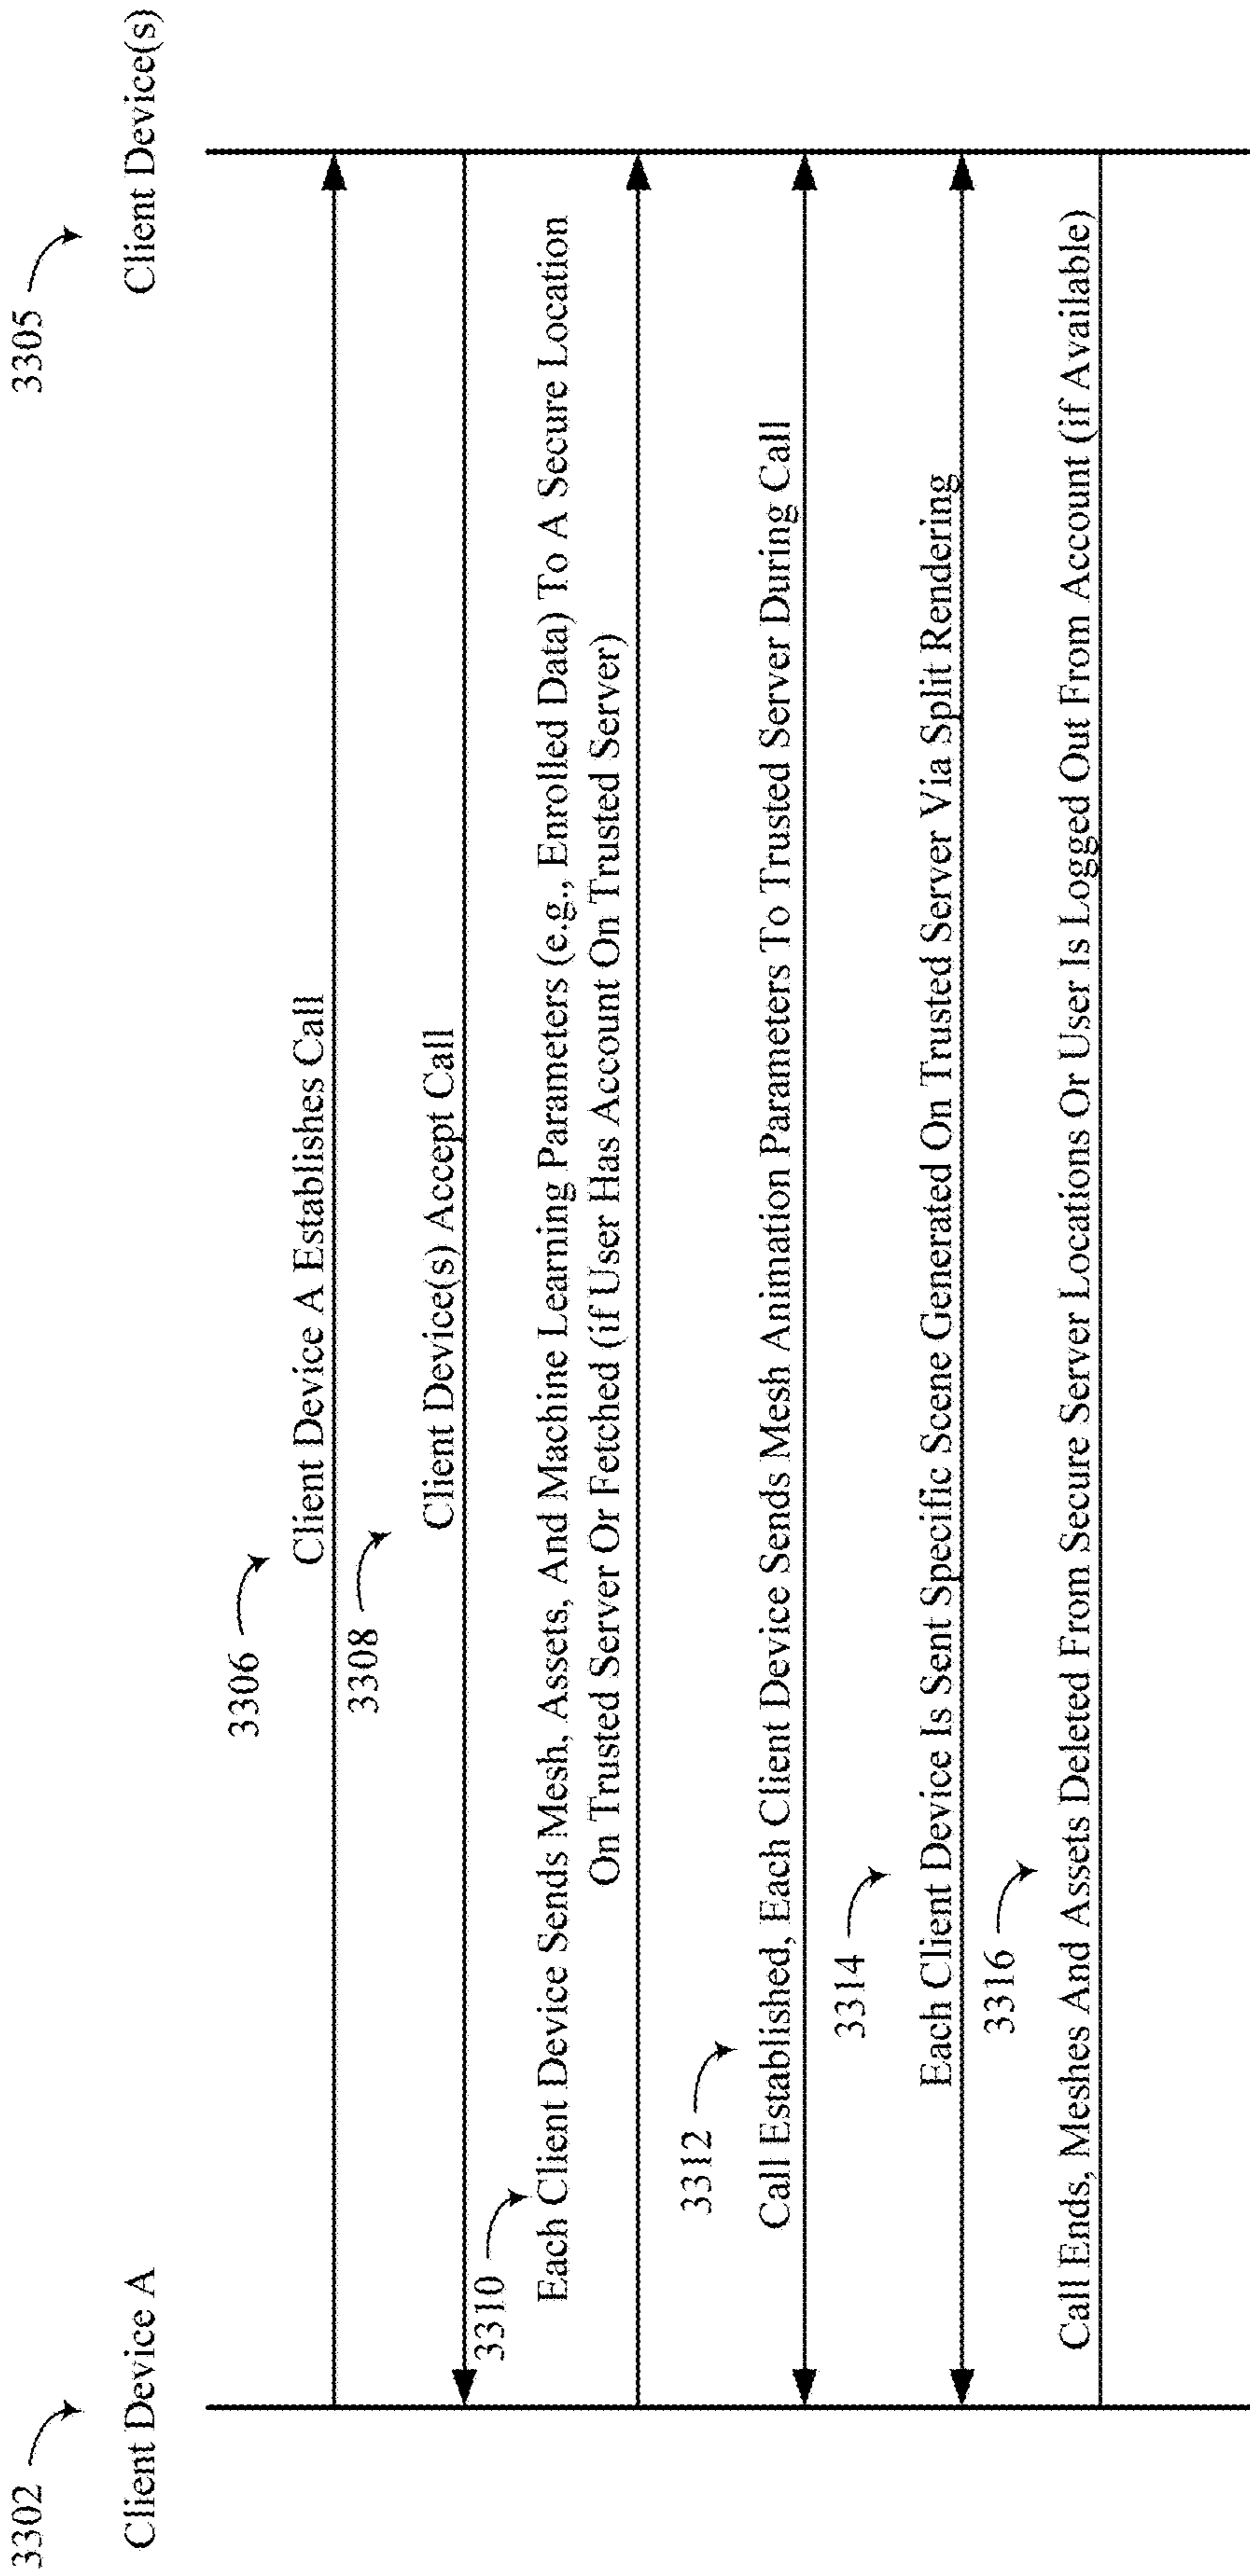 3302
Client Device A
3305
Client Device(s)
3306
Client Device A Establishes Call
3308
Client Device(s) Accept Call
3310
Each Client Device Sends Mesh, Assets, And Machine Learning Parameters (e.g., Enrolled Data) To A Secure Location
On Trusted Server Or Fetched (if User Has Account On Trusted Server)
3312
Call Established, Each Client Device Sends Mesh Animation Parameters To Trusted Server During Call
3314
Each Client Device Is Sent Specific Scene Generated On Trusted Server Via Split Rendering
3316
Call Ends, Meshes And Assets Deleted From Secure Server Locations Or User Is Logged Out From Account (if Available)